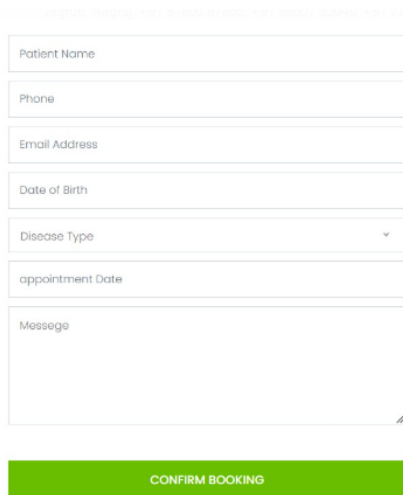 Patient Name
Phone
Email Address
Date of Birth
Disease Type
appointment Date
Messege
CONFIRM BOOKING